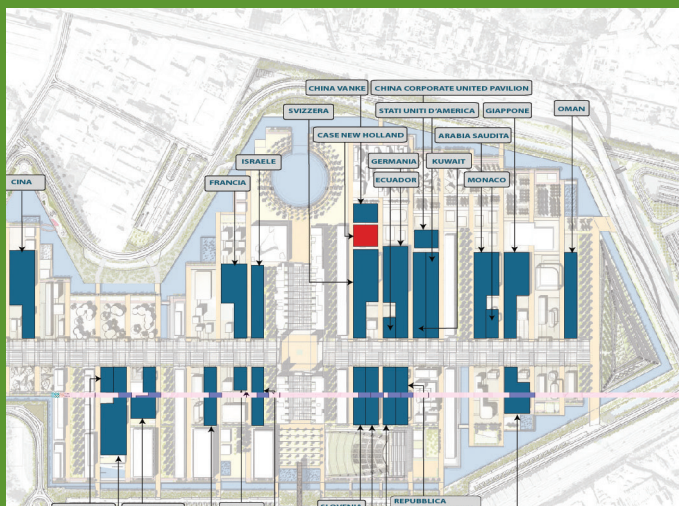 CHINA VANKE
CHINA CORPORATE UNITED PAVILION
SVIZZERA
STATI UNITI D'AMERICA
GIAPPONE
OMAN
CASE NEW HOLLAND
ARABIA SAUDITA
ISRAELE
GERMANIA
KUWAIT
CINA
FRANCIA
ECUADOR
MONACO
SLOVENIA
REPUBBLICA